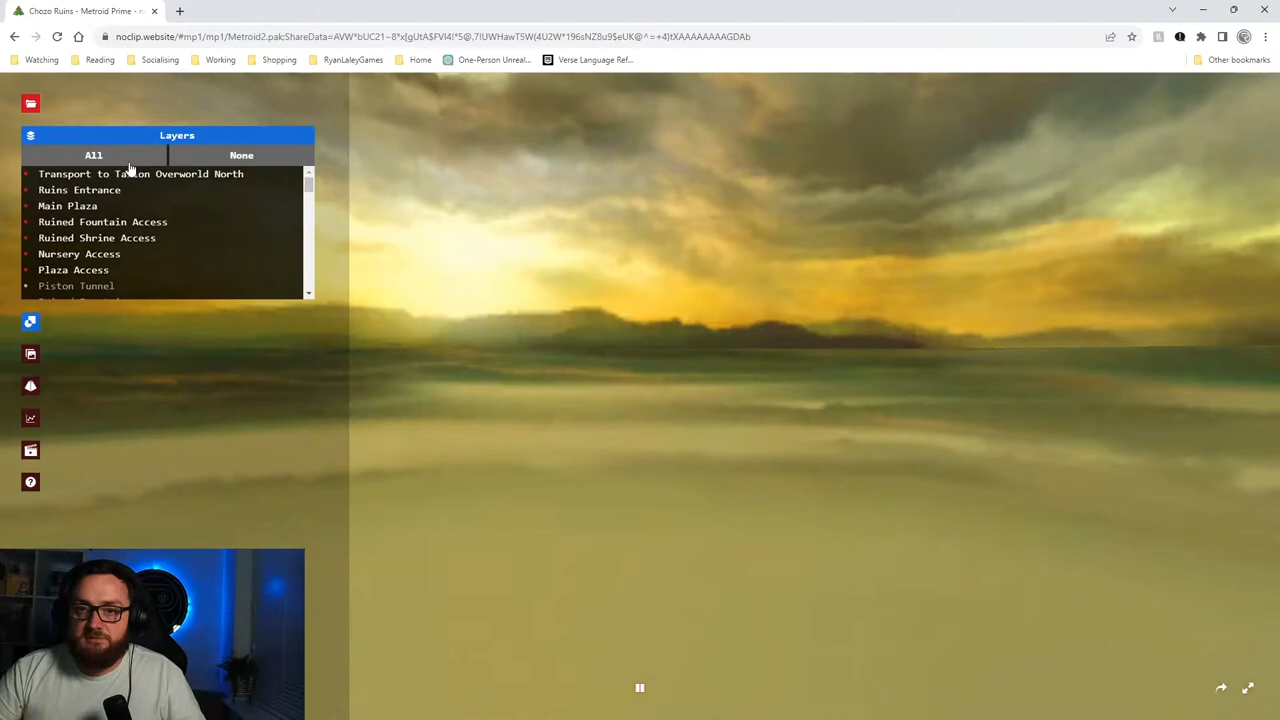 Chozo Ruins - Metroid Prime - n
noclip.website/#mp1/mp1/Metroid2.pak;ShareData=AVW*bUC21~8*x[gUtA$FVI4!*5@,7!UWHawT5W(4U2W*196sNZ8u9$eUK@^=+4)tXAAAAAAAAGDAb
Watching
Reading
Socialising
Working
Shopping
RyanLaleyGames
Home
One-Person Unreal...
Verse Language Ref...
Other bookmarks
Layers
All
None
Transport to Tallon Overworld North
Ruins Entrance
Main Plaza
Ruined Fountain Access
Ruined Shrine Access
Nursery Access
Plaza Access
Piston Tunnel